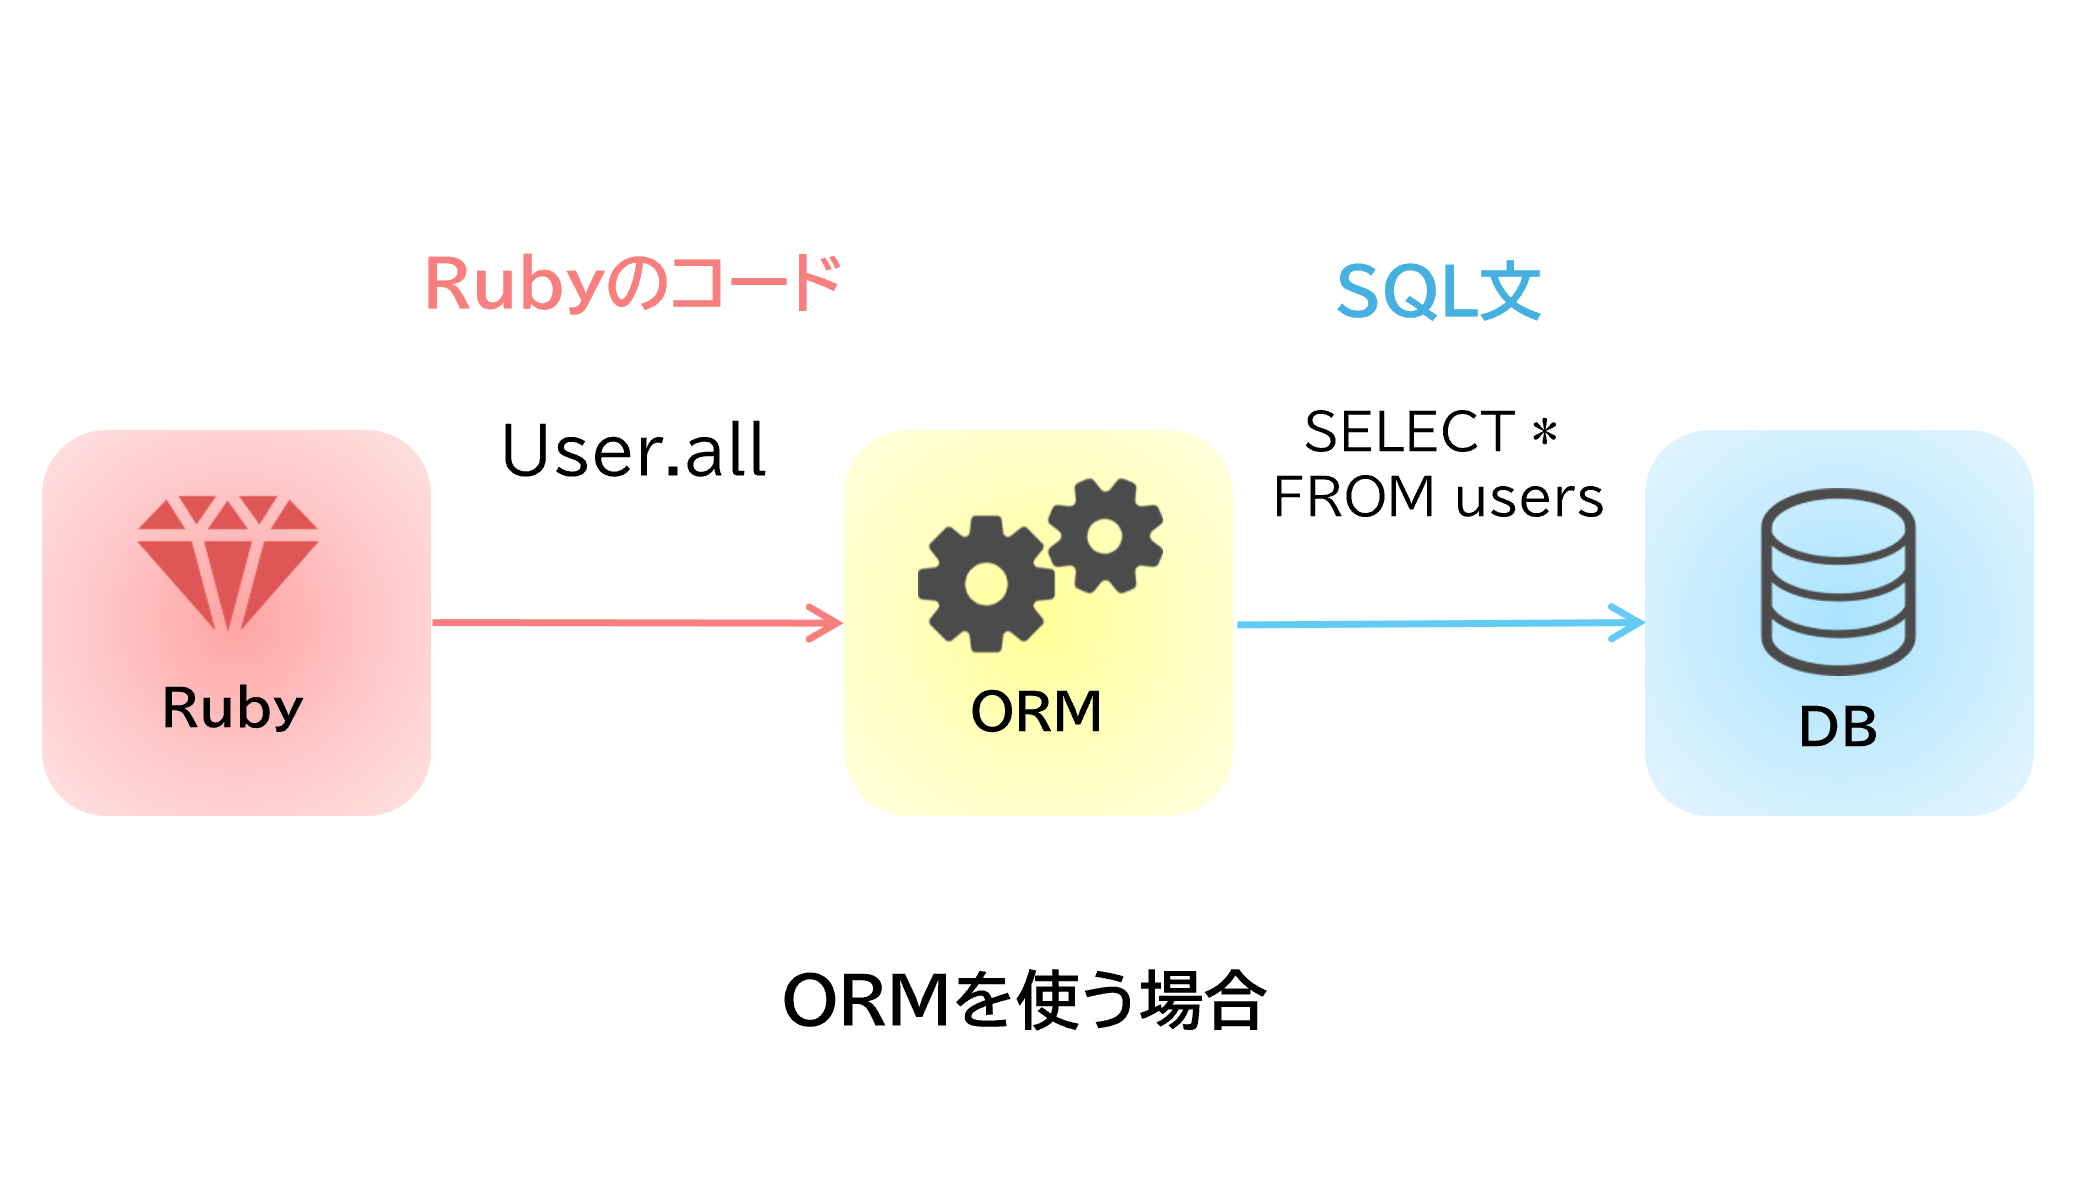 Rubyのコード
SQL文
User.all
SELECT *
FROM users
Ruby
ORM
DB
ORMを使う場合